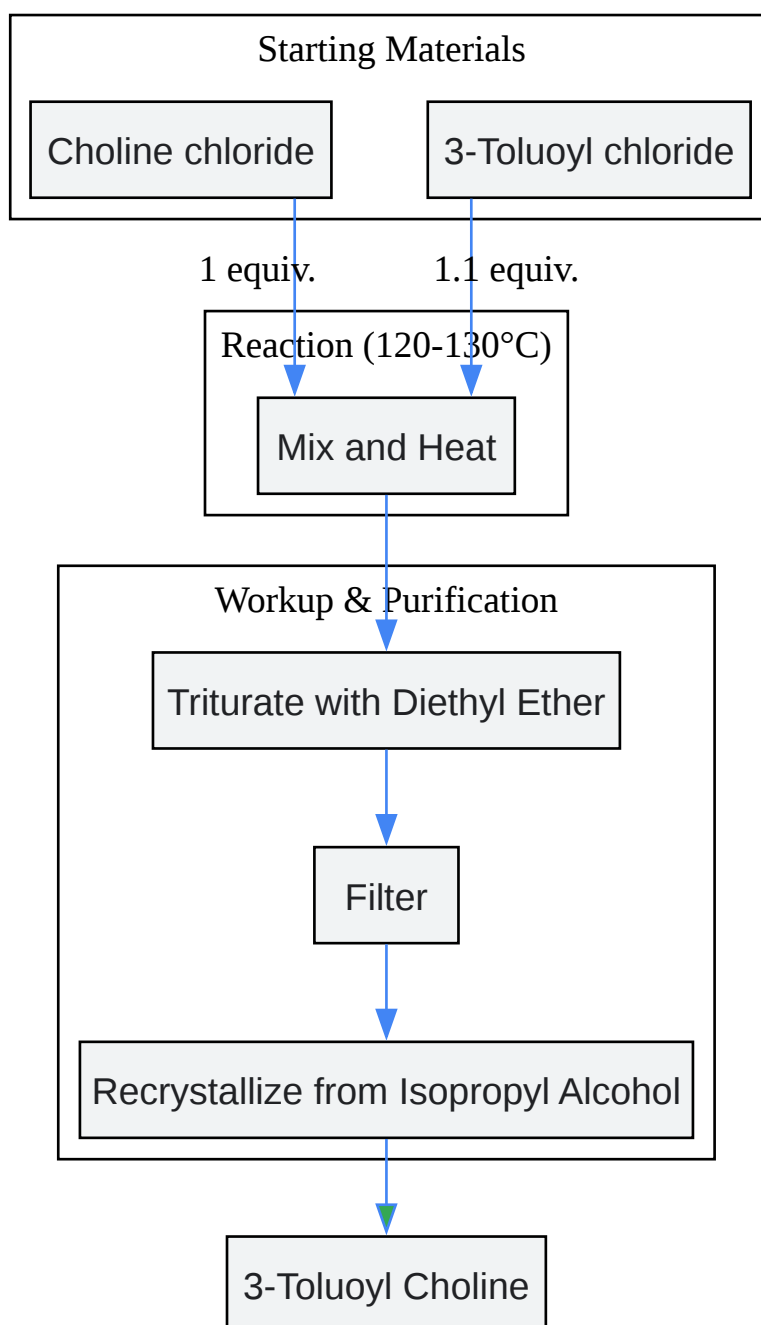 Starting Materials
Choline chloride
3-Toluoyl chloride
1 equiv.
1.1 equiv.
Reaction (120-130°C)
Mix and Heat
Workup & Purification
Triturate with Diethyl Ether
Filter
Recrystallize from Isopropyl Alcohol
3-Toluoyl Choline